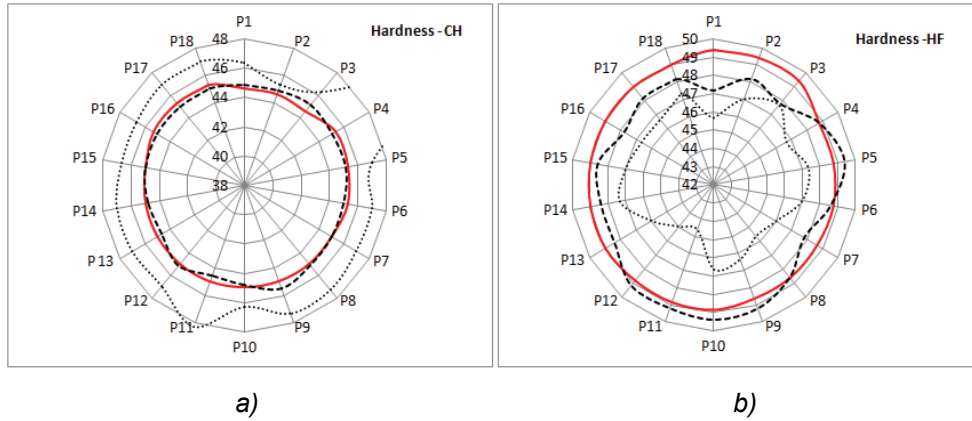 Hardness - CH
P1
P2
P3
P4
P5
P6
P7
P8
P9
P10
P11
P12
P13
P14
P15
P16
P17
P18
48
46
44
42
40
38
Hardness -HF
P1
P2
P3
P4
P5
P6
P7
P8
P9
P10
P11
P12
P13
P14
P15
P16
P17
P18
50
49
48
47
46
45
44
43
42
a)
b)